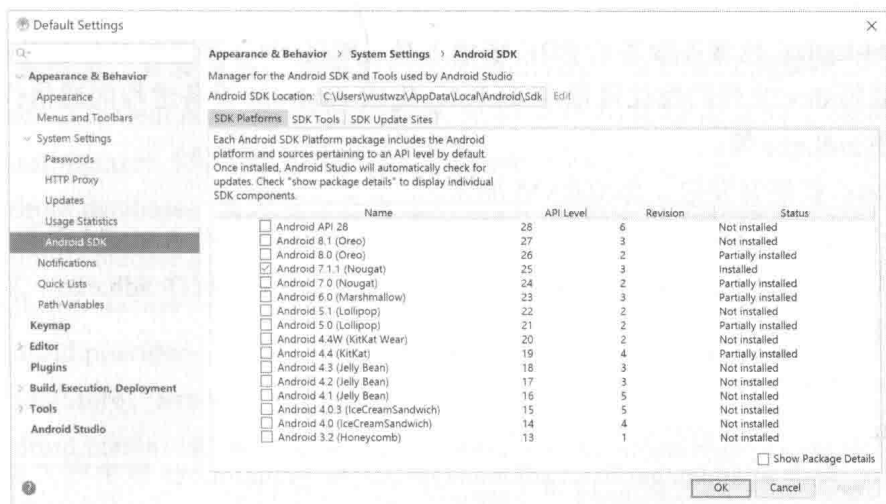 Default Settings
Appearance & Behavior > System Settings > Android SDK
Appearance & Behavior
Appearance
Menus and Toolbars
System Settings
Passwords
HTTP Proxy
Updates
Usage Statistics
Android SDK
Notifications
Quick Lists
Path Variables
Keymap
Editor
Plugins
Build, Execution, Deployment
Tools
Android Studio
Manager for the Android SDK and Tools used by Android Studio
Android SDK Location: C:\Users\wustwzx\AppData\Local\Android\Sdk Edit
SDK Platforms SDK Tools SDK Update Sites
Each Android SDK Platform package includes the Android
platform and sources pertaining to an API level by default.
Once installed, Android Studio will automatically check for
updates. Check "show package details" to display individual
SDK components.
Name API Level Revision Status
Android API 28 28 6 Not installed
Android 8.1 (Oreo) 27 3 Not installed
Android 8.0 (Oreo) 26 2 Partially installed
Android 7.1.1 (Nougat) 25 3 Installed
Android 7.0 (Nougat) 24 2 Partially installed
Android 6.0 (Marshmallow) 23 3 Partially installed
Android 5.1 (Lollipop) 22 2 Not installed
Android 5.0 (Lollipop) 21 2 Partially installed
Android 4.4W (KitKat Wear) 20 2 Not installed
Android 4.4 (KitKat) 19 4 Partially installed
Android 4.3 (Jelly Bean) 18 3 Not installed
Android 4.2 (Jelly Bean) 17 3 Not installed
Android 4.1 (Jelly Bean) 16 5 Not installed
Android 4.0.3 (IceCreamSandwich) 15 5 Not installed
Android 4.0 (IceCreamSandwich) 14 4 Not installed
Android 3.2 (Honeycomb) 13 1 Not installed
Show Package Details
OK Cancel